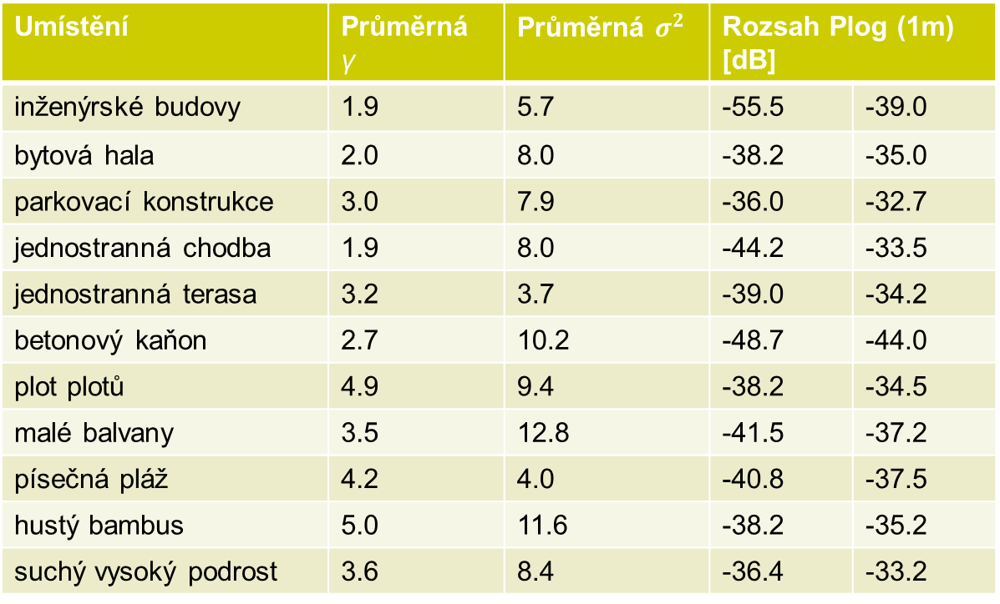 Umístění Průměrná γ Průměrná σ² Rozsah Plog (1m) [dB]
inženýrské budovy 1.9 5.7 -55.5 -39.0
bytová hala 2.0 8.0 -38.2 -35.0
parkovací konstrukce 3.0 7.9 -36.0 -32.7
jednostranná chodba 1.9 8.0 -44.2 -33.5
jednostranná terasa 3.2 3.7 -39.0 -34.2
betonový kaňon 2.7 10.2 -48.7 -44.0
plot plotů 4.9 9.4 -38.2 -34.5
malé balvany 3.5 12.8 -41.5 -37.2
písečná pláž 4.2 4.0 -40.8 -37.5
hustý bambus 5.0 11.6 -38.2 -35.2
suchý vysoký podrost 3.6 8.4 -36.4 -33.2